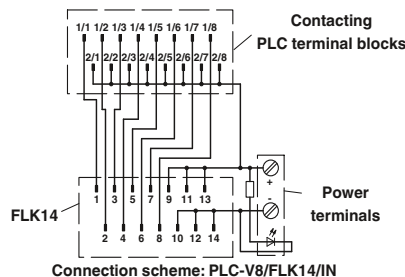 Contacting
PLC terminal blocks
1/1 1/2 1/3 1/4 1/5 1/6 1/7 1/8
2/1 2/2 2/3 2/4 2/5 2/6 2/7 2/8
+
-
1 3 5 7 9 11 13
FLK14
2 4 6 8 10 12 14
Power
terminals
Connection scheme: PLC-V8/FLK14/IN